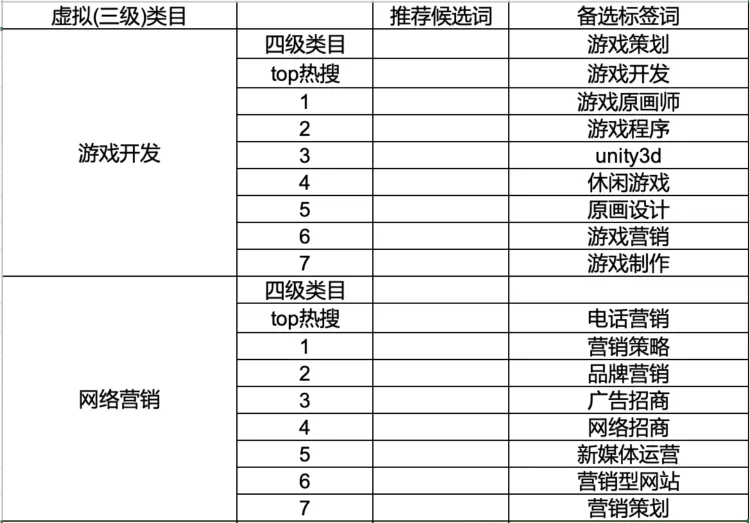 虚拟(三级)类目 推荐候选词 备选标签词
游戏开发
四级类目 游戏策划
top热搜 游戏开发
1 游戏原画师
2 游戏程序
3 unity3d
4 休闲游戏
5 原画设计
6 游戏营销
7 游戏制作
网络营销
四级类目
top热搜 电话营销
1 营销策略
2 品牌营销
3 广告招商
4 网络招商
5 新媒体运营
6 营销型网站
7 营销策划